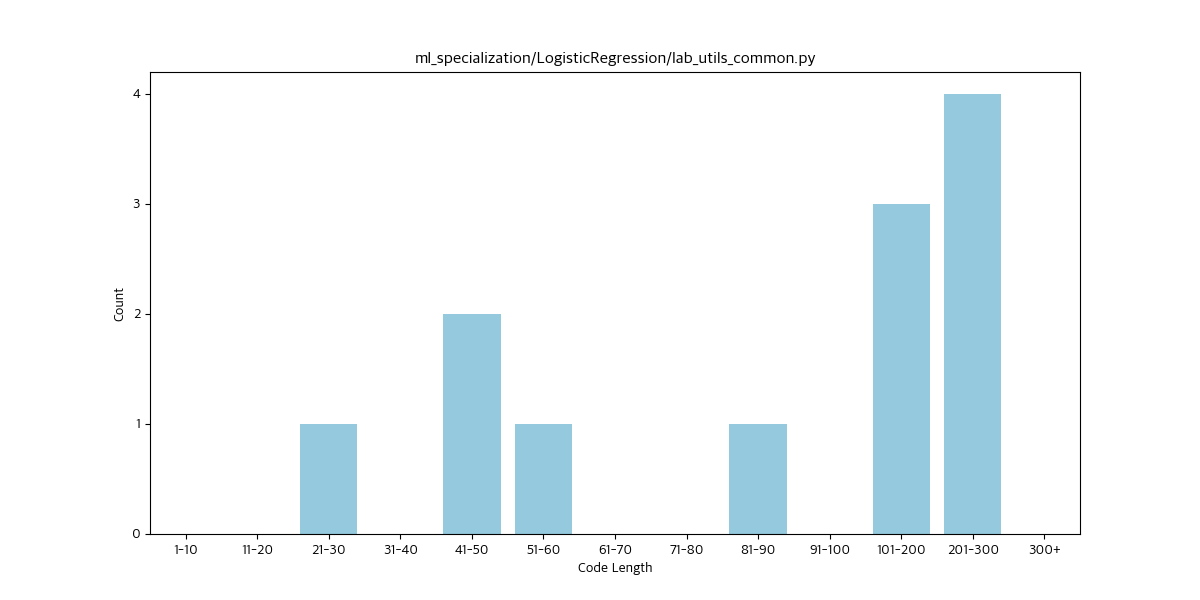 ml_specialization/LogisticRegression/lab_utils_common.py
4
3
2
1
0
Count
1-10 11-20 21-30 31-40 41-50 51-60 61-70 71-80 81-90 91-100 101-200 201-300 300+
Code Length